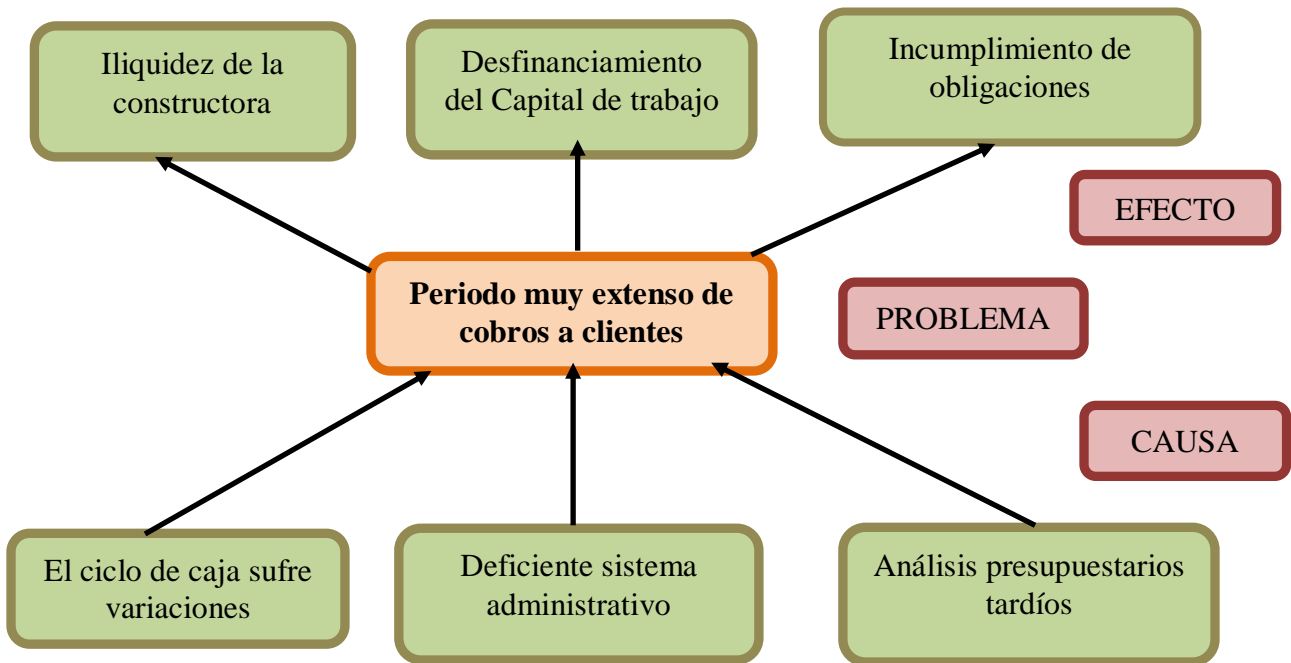 Iliquidez de la
constructora
Desfinanciamiento
del Capital de trabajo
Incumplimiento de
obligaciones
EFECTO
Periodo muy extenso de
cobros a clientes
PROBLEMA
CAUSA
El ciclo de caja sufre
variaciones
Deficiente sistema
administrativo
Análisis presupuestarios
tardíos